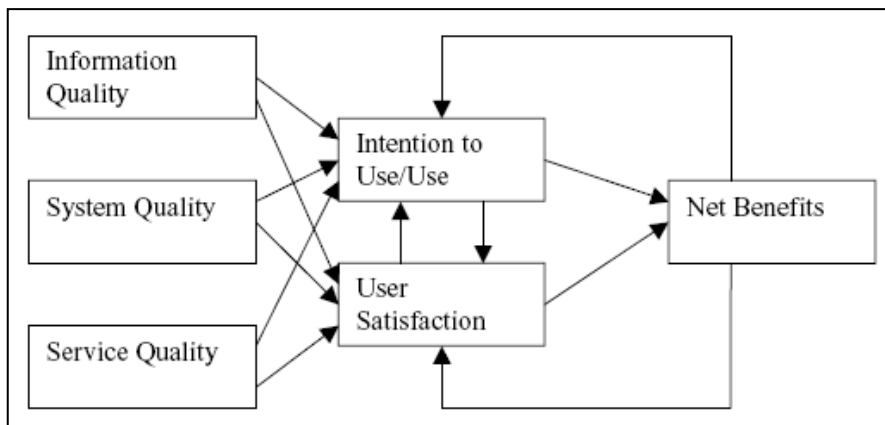 Information
Quality
Intention to
Use/Use
System Quality
Net Benefits
User
Satisfaction
Service Quality